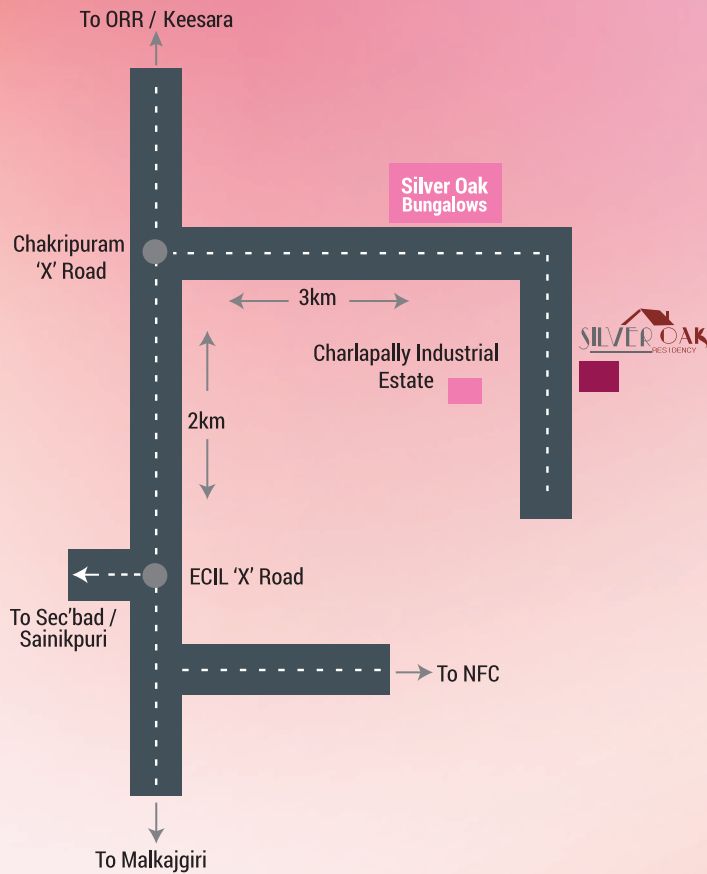 To ORR / Keesara
Silver Oak
Bungalows
Chakripuram
‘X’ Road
3km
SILVER OAK
RESIDENCY
Charlapally Industrial
Estate
2km
ECIL ‘X’ Road
To Sec’bad /
Sainikpuri
To NFC
To Malkajgiri